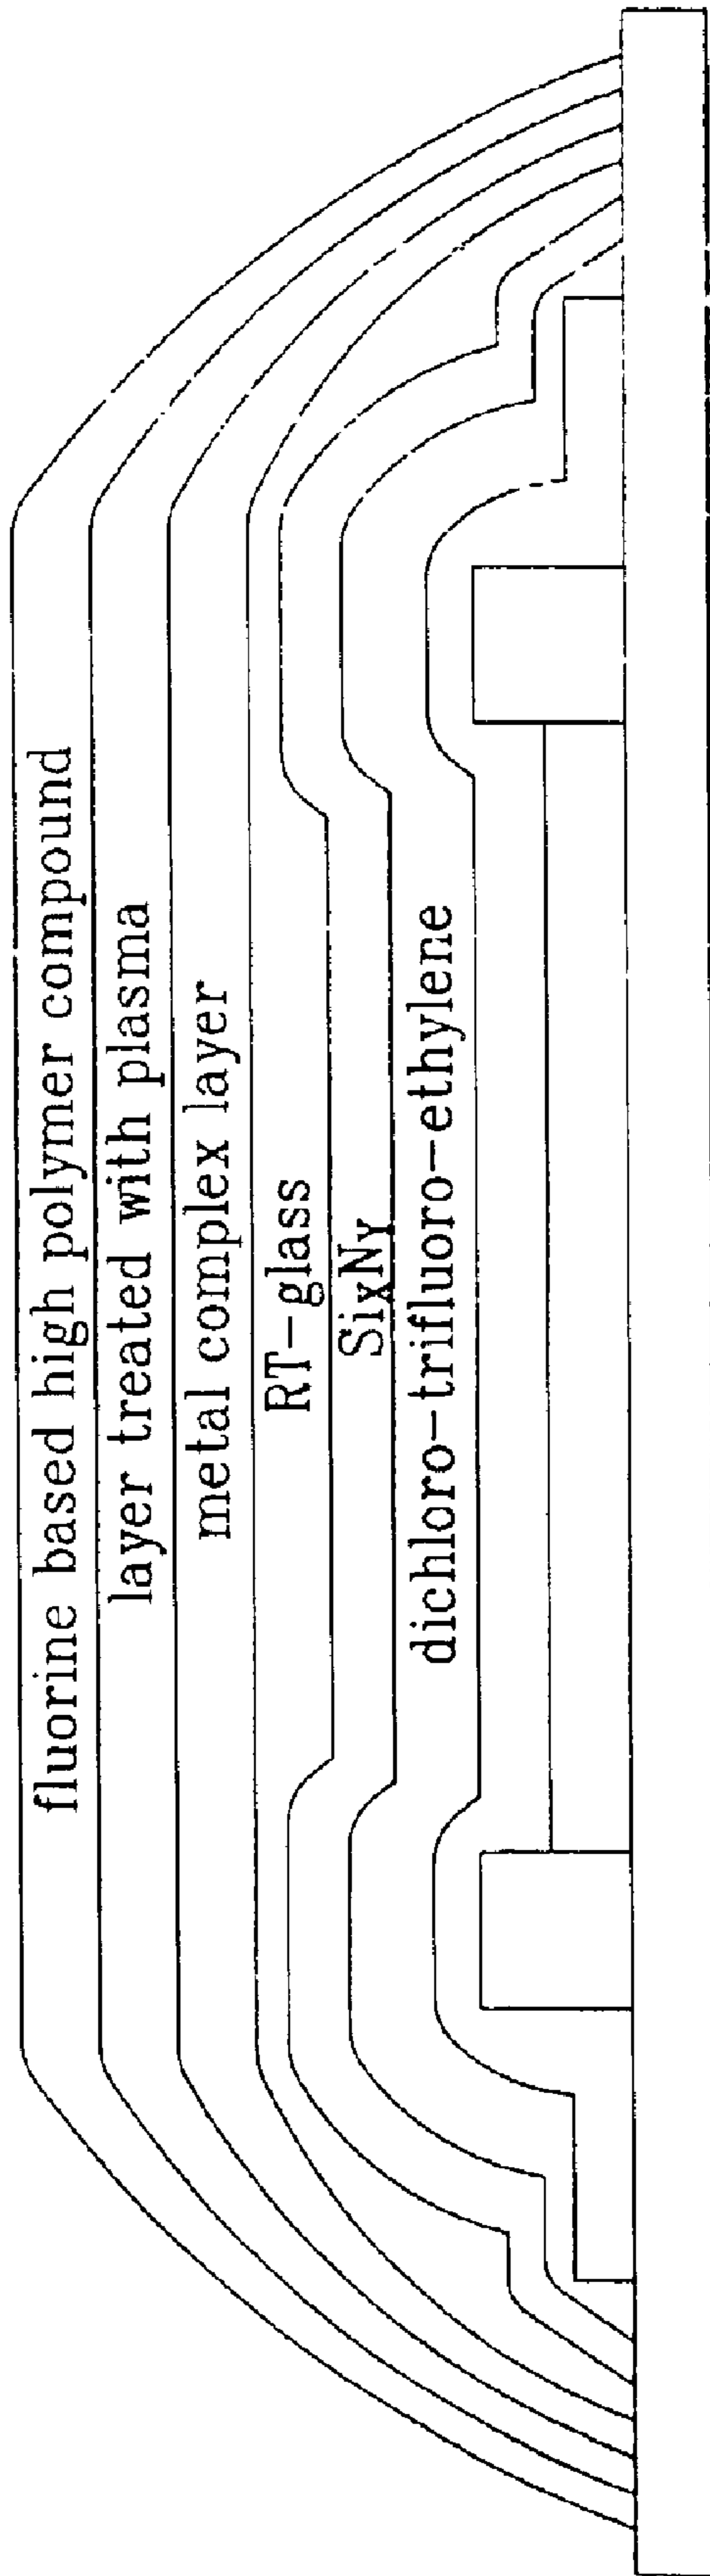 fluorine based high polymer compound
layer treated with plasma
metal complex layer
RT-glass
SixNY
dichloro-trifluoro-ethylene